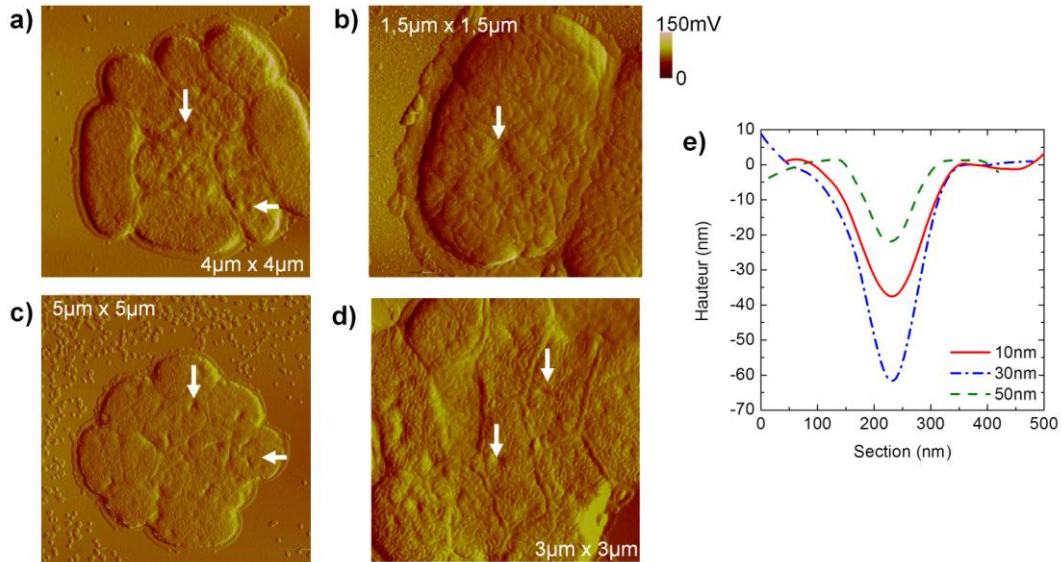 a)
4µm x 4µm
b)
1,5µm x 1,5µm
150mV
0
c)
5µm x 5µm
d)
3µm x 3µm
e)
10
0
-10
-20
-30
-40
-50
-60
-70
Hauteur (nm)
10nm
30nm
50nm
0 100 200 300 400 500
Section (nm)